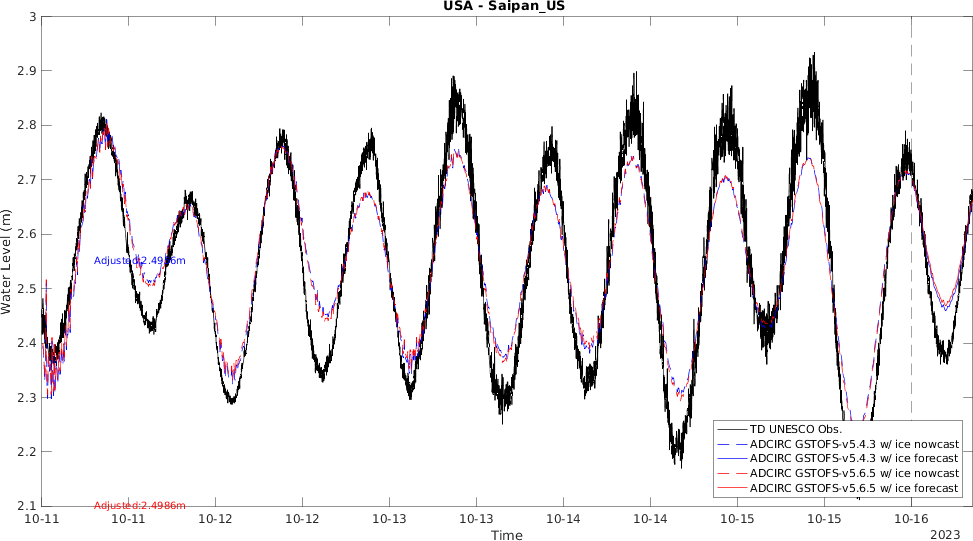 USA - Saipan_US
3
2.9
2.8
2.7
2.6
2.5
2.4
2.3
2.2
2.1
Water Level (m)
Adjusted:2.4986m
Adjusted:2.4986m
TD UNESCO Obs.
ADCIRC GSTOFS-v5.4.3 w/ ice nowcast
ADCIRC GSTOFS-v5.4.3 w/ ice forecast
ADCIRC GSTOFS-v5.6.5 w/ ice nowcast
ADCIRC GSTOFS-v5.6.5 w/ ice forecast
10-11 10-11 10-12 10-12 10-13 10-13 10-14 10-14 10-15 10-15 10-16
Time
2023